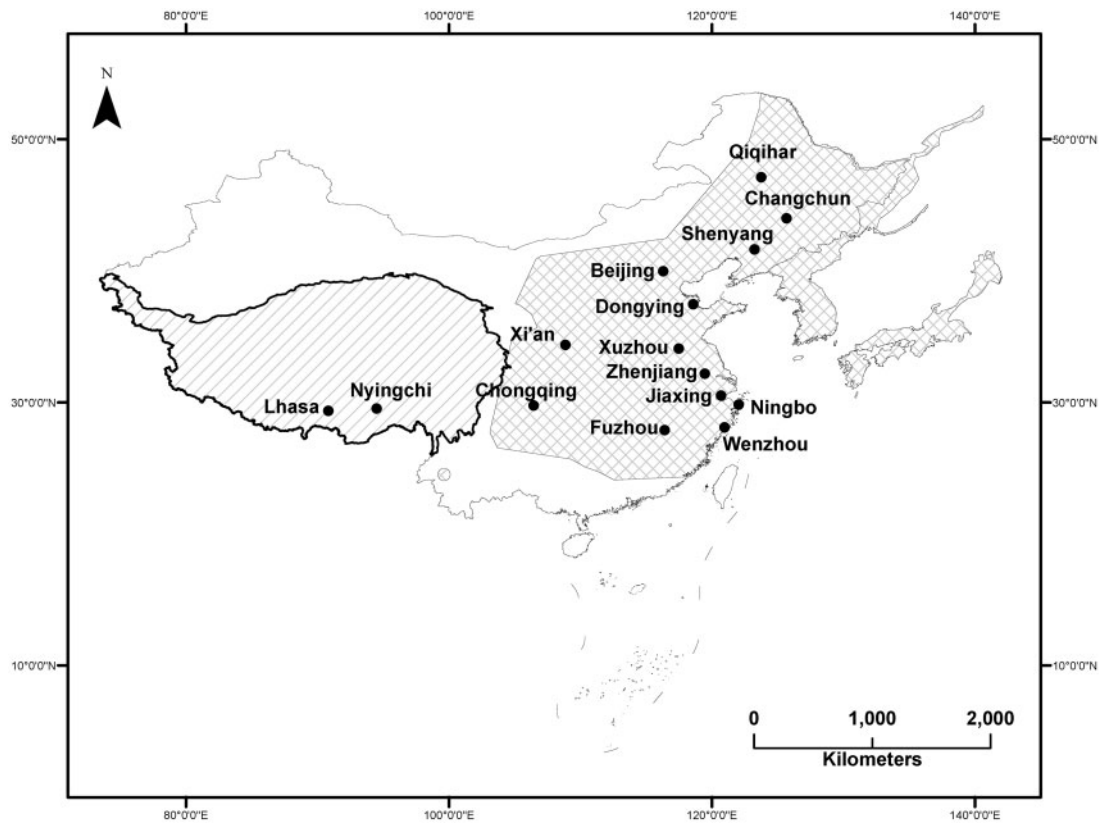 80°0'0"E 100°0'0"E 120°0'0"E 140°0'0"E
N
50°0'0"N 50°0'0"N
Qiqihar
Changchun
Shenyang
Beijing
Dongying
Xi'an
Xuzhou
Zhenjiang
Nyingchi
Chongqing
Jiaxing
Lhasa
Ningbo
30°0'0"N 30°0'0"N
Fuzhou
Wenzhou
10°0'0"N 10°0'0"N
0 1,000 2,000
Kilometers
80°0'0"E 100°0'0"E 120°0'0"E 140°0'0"E